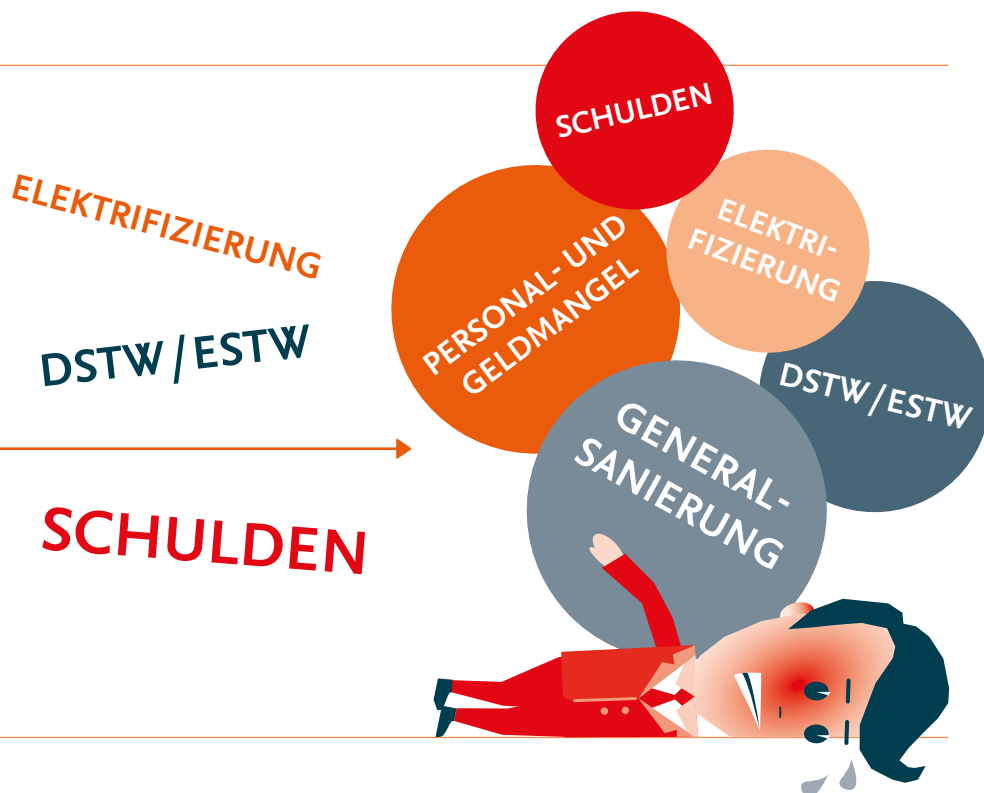 ELEKTRIFIZIERUNG
DSTW / ESTW
SCHULDEN
SCHULDEN
ELEKTRI-
FIZIERUNG
PERSONAL- UND
GELDMANGEL
DSTW / ESTW
GENERAL-
SANIERUNG